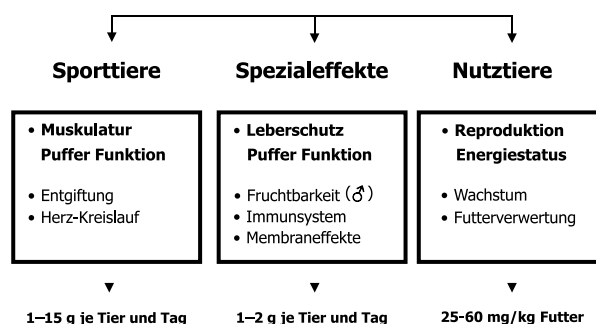 Sporttiere
• Muskulatur
Puffer Funktion
• Entgiftung
• Herz-Kreislauf
1–15 g je Tier und Tag
Spezialeffekte
• Leberschutz
Puffer Funktion
• Fruchtbarkeit (♂)
• Immunsystem
• Membraneffekte
1–2 g je Tier und Tag
Nutztiere
• Reproduktion
Energiestatus
• Wachstum
• Futterverwertung
25-60 mg/kg Futter